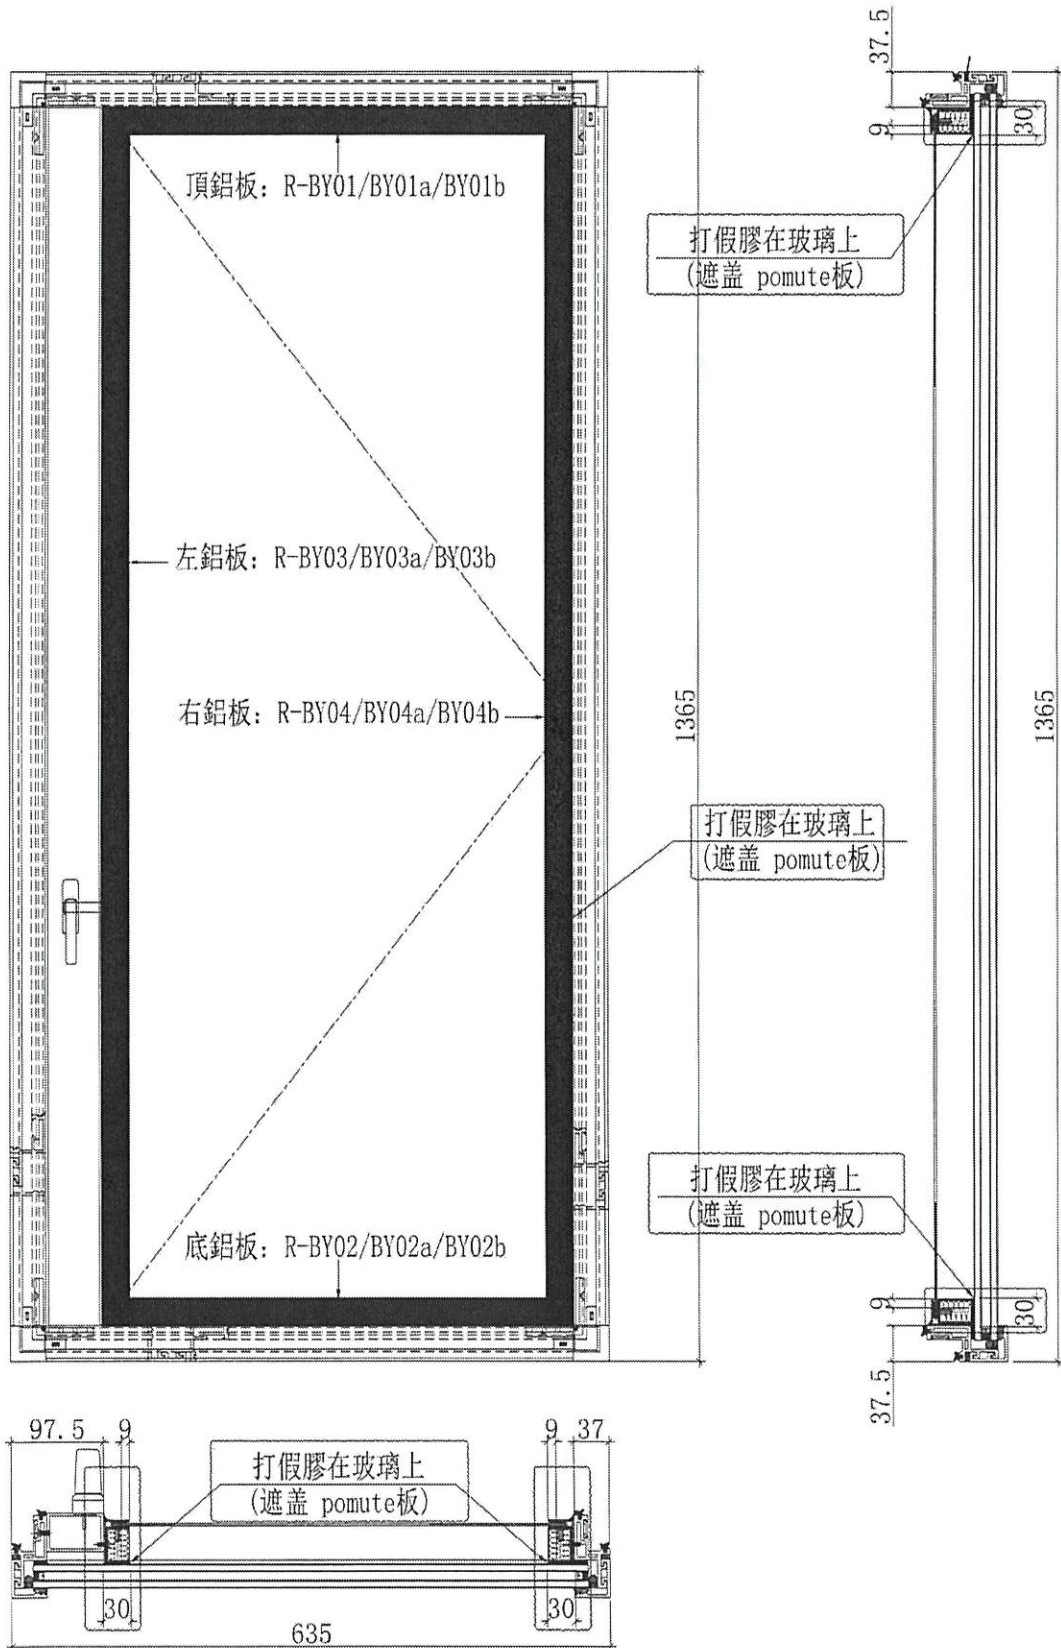 37.5
9
30
頂鋁板: R-BY01/BY01a/BY01b
打假膠在玻璃上
(遮盖 pomute板)
左鋁板: R-BY03/BY03a/BY03b
右鋁板: R-BY04/BY04a/BY04b
1365
1365
打假膠在玻璃上
(遮盖 pomute板)
打假膠在玻璃上
(遮盖 pomute板)
底鋁板: R-BY02/BY02a/BY02b
9
30
37.5
97.5
9
9
37
打假膠在玻璃上
(遮盖 pomute板)
30
30
635